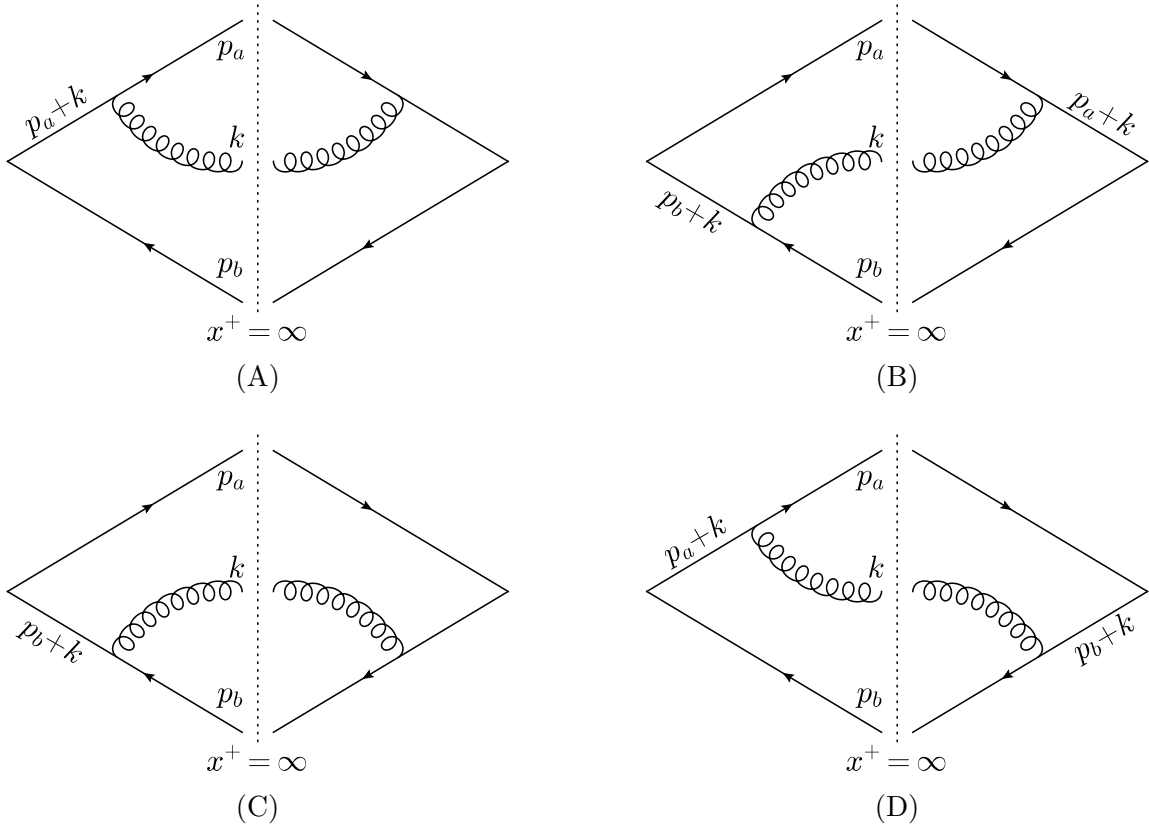 p_a+k
p_a
k
p_b
x^+ = ∞
(A)
p_a
p_a+k
k
p_b+k
p_b
x^+ = ∞
(B)
p_a
k
p_b+k
p_b
x^+ = ∞
(C)
p_a
p_a+k
k
p_b+k
p_b
x^+ = ∞
(D)